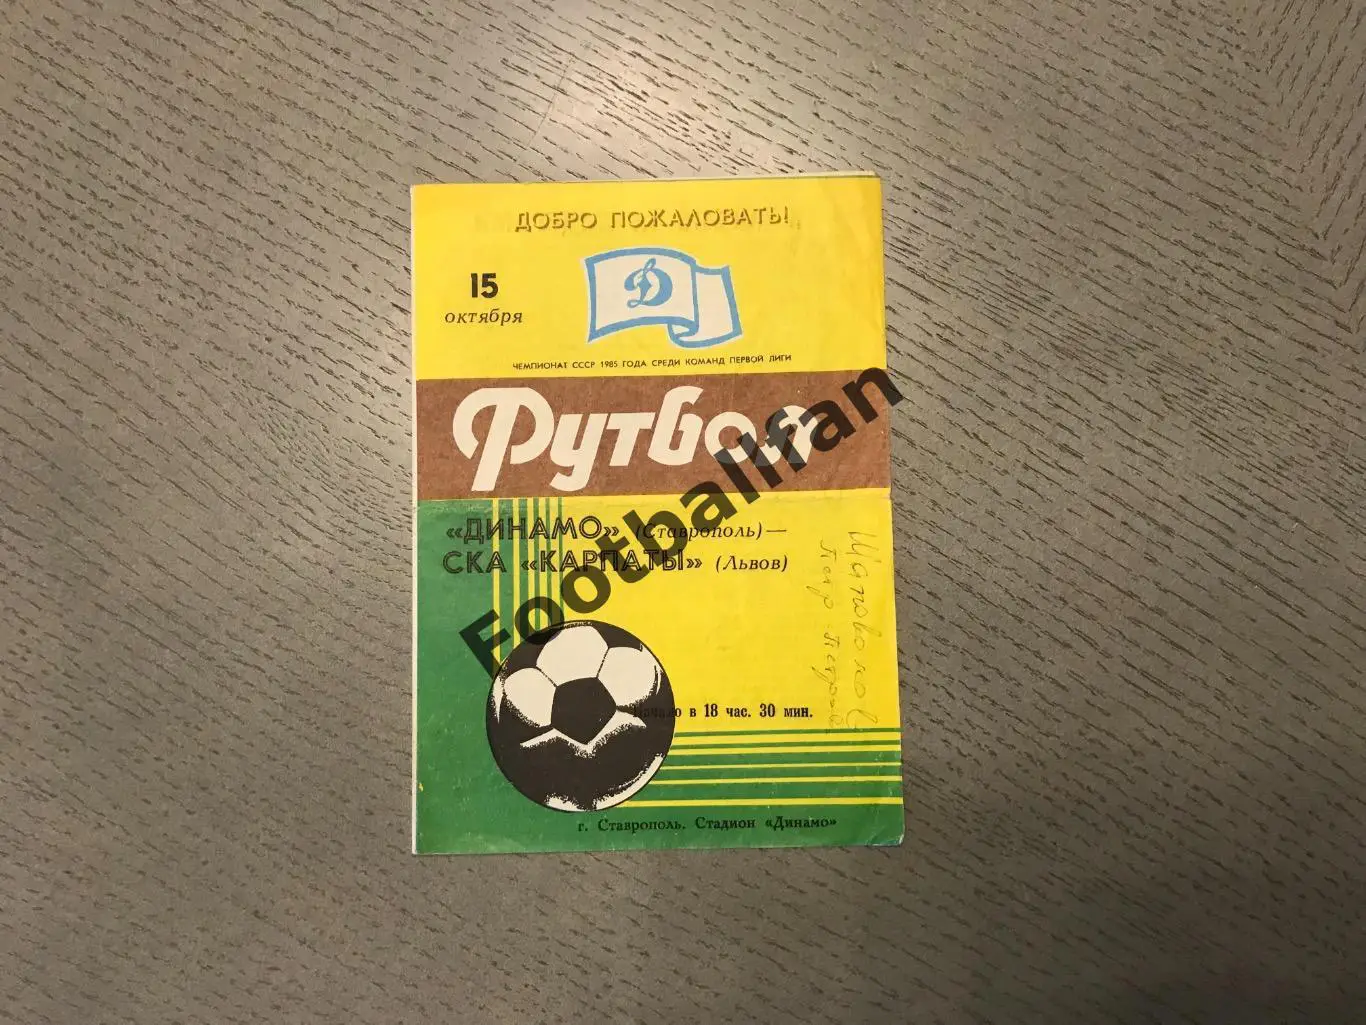 ДОБРО ПОЖАЛОВАТЬ!
15
октября
Д
ЧЕМПИОНАТ СССР 1985 ГОДА СРЕДИ КОМАНД ПЕРВОЙ ЛИГИ
Футбол
«ДИНАМО» (Ставрополь) —
СКА «КАРПАТЫ» (Львов)
Начало в 18 час. 30 мин.
г. Ставрополь. Стадион «Динамо»
Footballfan